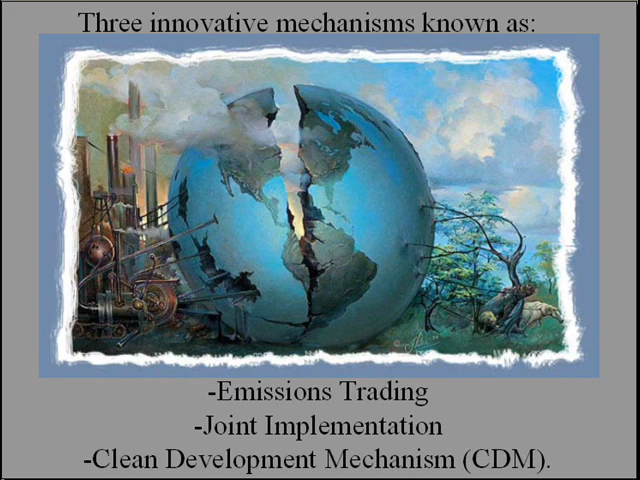 Three innovative mechanisms known as:
-Emissions Trading
-Joint Implementation
-Clean Development Mechanism (CDM).